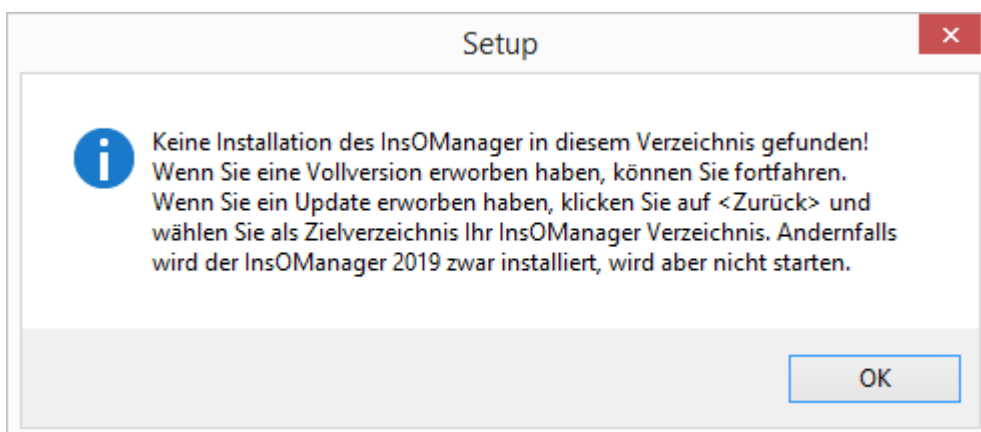 Setup
Keine Installation des InsOManager in diesem Verzeichnis gefunden!
Wenn Sie eine Vollversion erworben haben, können Sie fortfahren.
Wenn Sie ein Update erworben haben, klicken Sie auf <Zurück> und
wählen Sie als Zielverzeichnis Ihr InsOManager Verzeichnis. Andernfalls
wird der InsOManager 2019 zwar installiert, wird aber nicht starten.
OK